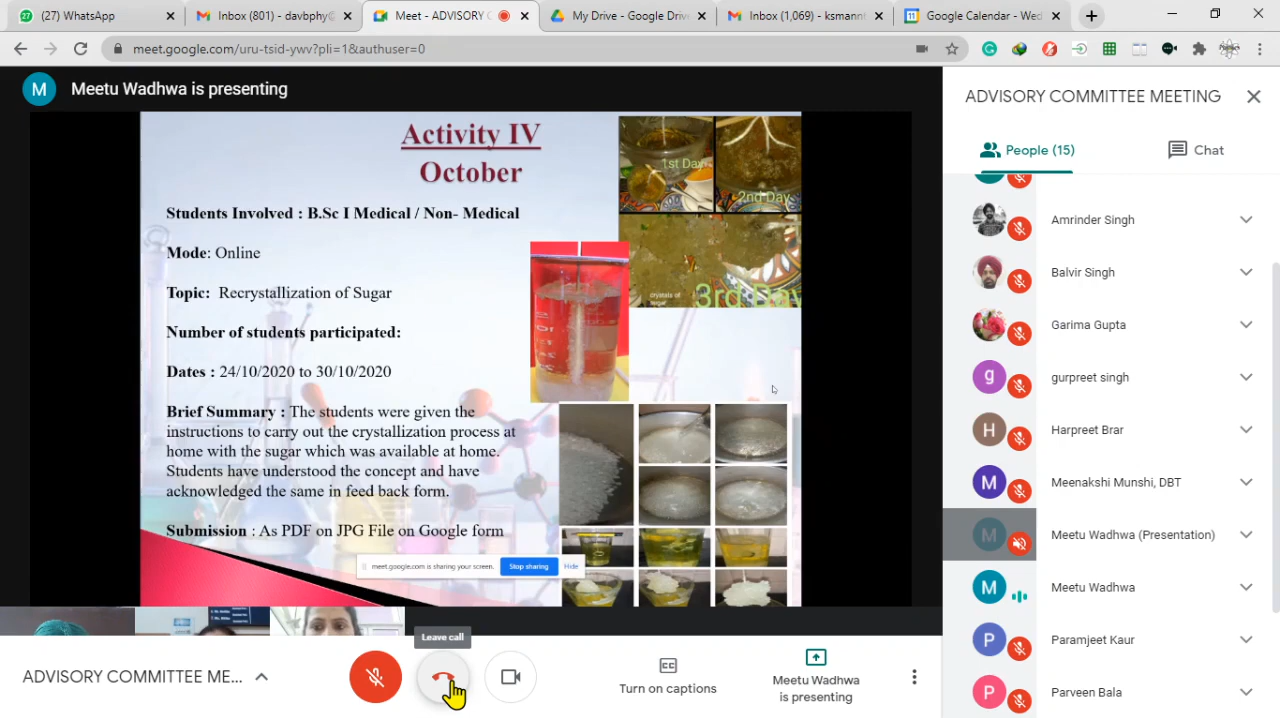 (27) WhatsApp
Inbox (801) - davbphy@
Meet - ADVISORY C
My Drive - Google Driv
Inbox (1,069) - ksmannt
Google Calendar - Wed
meet.google.com/uru-tsid-ywv?pli=1&authuser=0
M Meetu Wadhwa is presenting
Activity IV
October
Students Involved : B.Sc I Medical / Non- Medical
Mode: Online
Topic: Recrystallization of Sugar
Number of students participated:
Dates : 24/10/2020 to 30/10/2020
Brief Summary : The students were given the
instructions to carry out the crystallization process at
home with the sugar which was available at home.
Students have understood the concept and have
acknowledged the same in feed back form.
Submission : As PDF on JPG File on Google form
1st Day
2nd Day
crystals of
sugar
3rd Day
meet.google.com is sharing your screen. Stop sharing Hide
Leave call
ADVISORY COMMITTEE ME...
CC
Turn on captions
Meetu Wadhwa
is presenting
ADVISORY COMMITTEE MEETING
People (15)
Chat
Amrinder Singh
Balvir Singh
Garima Gupta
g gurpreet singh
H Harpreet Brar
M Meenakshi Munshi, DBT
M Meetu Wadhwa (Presentation)
M Meetu Wadhwa
P Paramjeet Kaur
P Parveen Bala